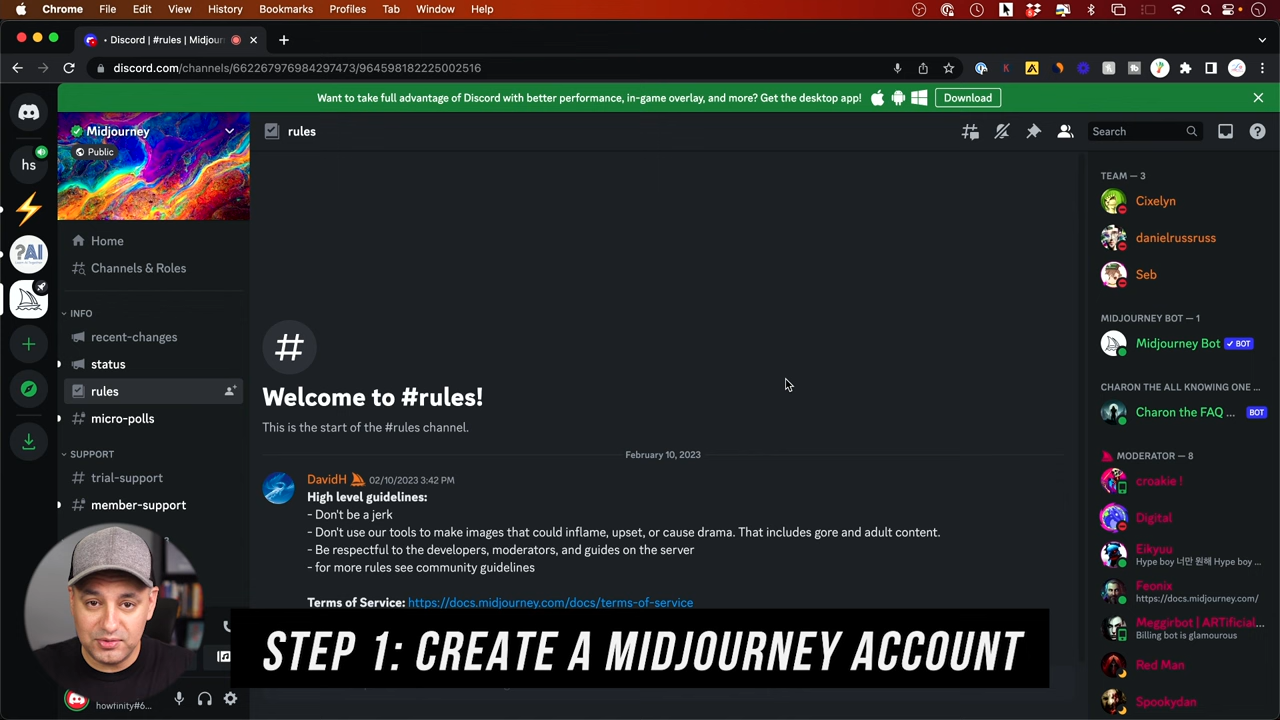 Chrome File Edit View History Bookmarks Profiles Tab Window Help
Discord | #rules | Midjour
discord.com/channels/662267976984297473/964598182225002516
Want to take full advantage of Discord with better performance, in-game overlay, and more? Get the desktop app!
Download
Midjourney
Public
hs
?AI
Home
Channels & Roles
INFO
recent-changes
status
rules
micro-polls
SUPPORT
trial-support
member-support
howfinity#6...
rules
Search
Welcome to #rules!
This is the start of the #rules channel.
February 10, 2023
DavidH 02/10/2023 3:42 PM
High level guidelines:
- Don't be a jerk
- Don't use our tools to make images that could inflame, upset, or cause drama. That includes gore and adult content.
- Be respectful to the developers, moderators, and guides on the server
- for more rules see community guidelines
Terms of Service: https://docs.midjourney.com/docs/terms-of-service
STEP 1: CREATE A MIDJOURNEY ACCOUNT
TEAM — 3
Cixelyn
danielrussruss
Seb
MIDJOURNEY BOT — 1
Midjourney Bot ✓ BOT
CHARON THE ALL KNOWING ONE ...
Charon the FAQ ... BOT
MODERATOR — 8
croakie !
Digital
Eikyuu
Hype boy 너만 원해 Hype boy ...
Feonix
https://docs.midjourney.com/
Meggirbot | ARTificial...
Billing bot is glamourous
Red Man
Spookydan